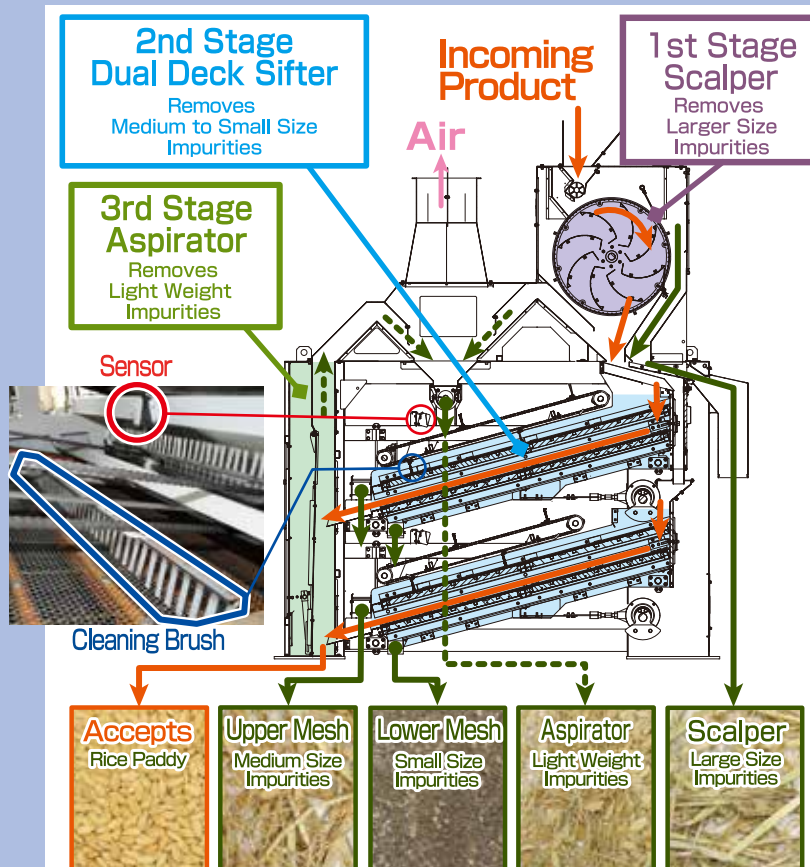 2nd Stage
Dual Deck Sifter
Removes
Medium to Small Size
Impurities
Incoming
Product
1st Stage
Scalper
Removes
Larger Size
Impurities
Air
3rd Stage
Aspirator
Removes
Light Weight
Impurities
Sensor
Cleaning Brush
Accepts
Rice Paddy
Upper Mesh
Medium Size
Impurities
Lower Mesh
Small Size
Impurities
Aspirator
Light Weight
Impurities
Scalper
Large Size
Impurities